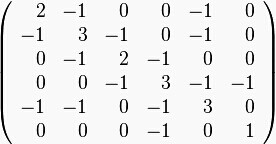 2 −1 0 0 −1 0
−1 3 −1 0 −1 0
0 −1 2 −1 0 0
0 0 −1 3 −1 −1
−1 −1 0 −1 3 0
0 0 0 −1 0 1